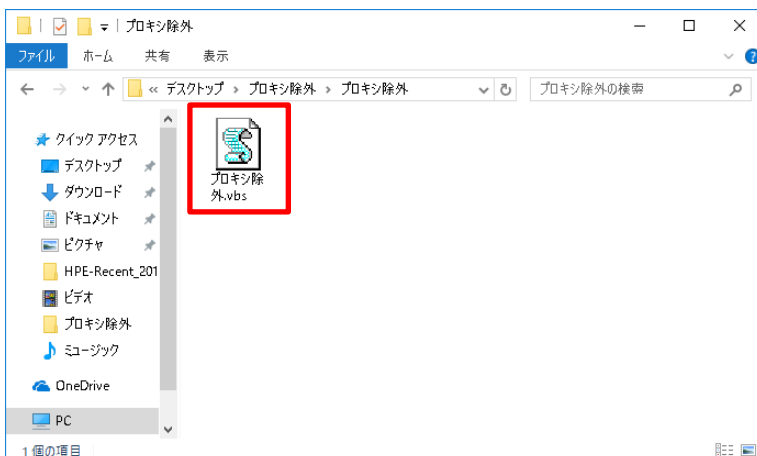 プロキシ除外
ファイル ホーム 共有 表示
« デスクトップ › プロキシ除外 › プロキシ除外
プロキシ除外の検索
クイック アクセス
デスクトップ
ダウンロード
ドキュメント
ピクチャ
HPE-Recent_201
ビデオ
プロキシ除外
ミュージック
OneDrive
PC
プロキシ除
外.vbs
1 個の項目